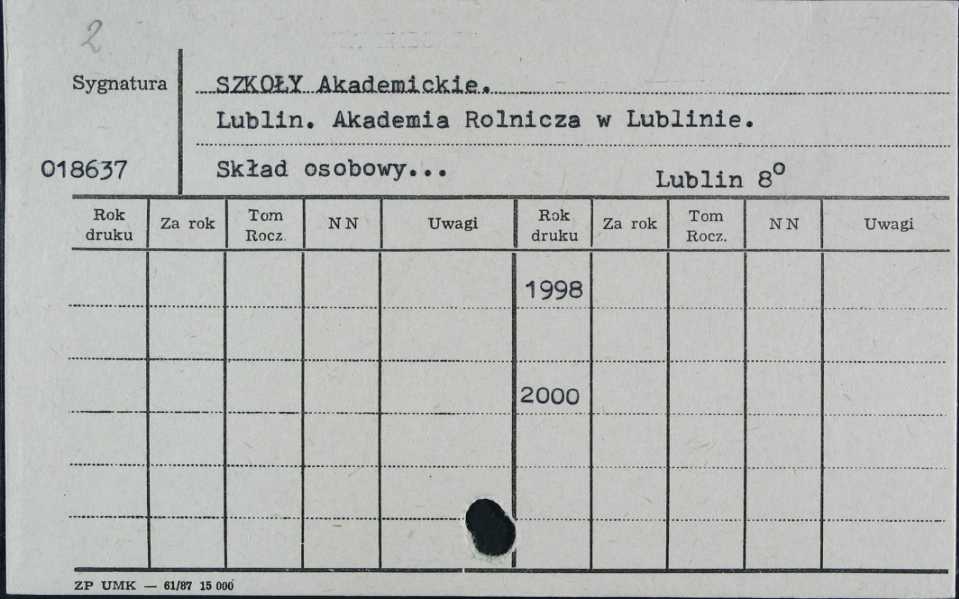 2
Sygnatura
SZKOŁY Akademickie.
Lublin. Akademia Rolnicza w Lublinie.
018637
Skład osobowy...
Lublin 8⁰
Rok druku Za rok Tom Rocz. N N Uwagi Rok druku Za rok Tom Rocz. N N Uwagi
1998
2000
ZP UMK — 61/87 15 000